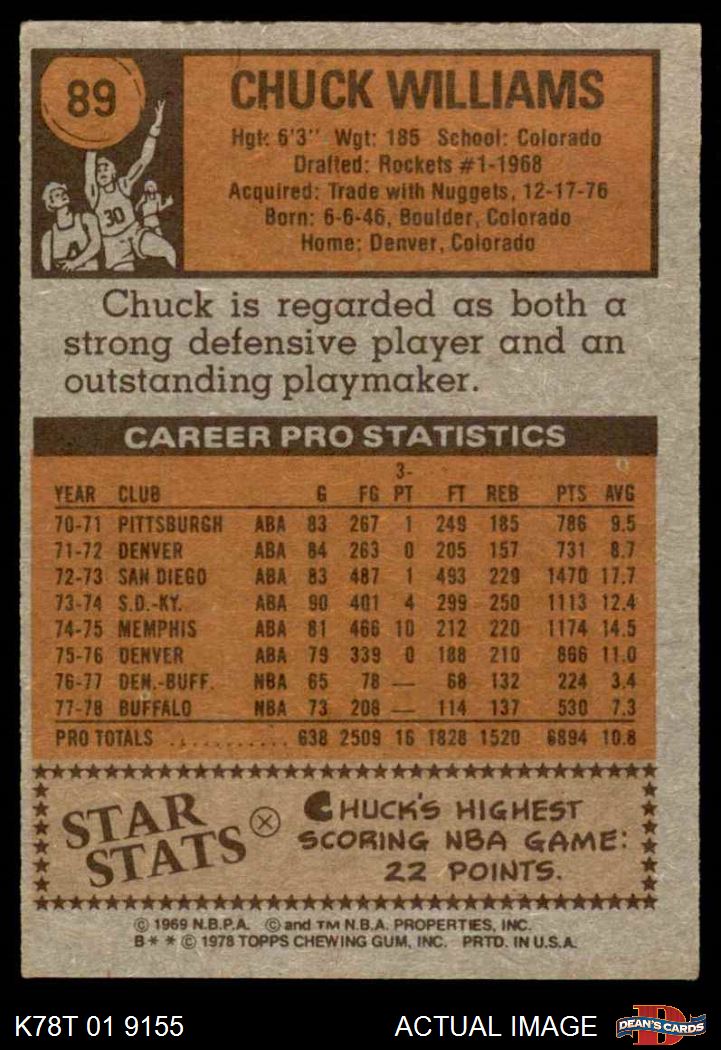 89
30
4
CHUCK WILLIAMS
Hgt: 6'3" Wgt: 185 School: Colorado
Drafted: Rockets #1-1968
Acquired: Trade with Nuggets, 12-17-76
Born: 6-6-46, Boulder, Colorado
Home: Denver, Colorado
Chuck is regarded as both a
strong defensive player and an
outstanding playmaker.
CAREER PRO STATISTICS
YEAR CLUB G FG 3-PT FT REB PTS AVG
70-71 PITTSBURGH ABA 83 267 1 249 185 786 9.5
71-72 DENVER ABA 84 263 0 205 157 731 8.7
72-73 SAN DIEGO ABA 83 487 1 493 229 1470 17.7
73-74 S.D.-KY. ABA 90 401 4 299 250 1113 12.4
74-75 MEMPHIS ABA 81 466 10 212 220 1174 14.5
75-76 DENVER ABA 79 339 0 188 210 866 11.0
76-77 DEN.-BUFF. NBA 65 78 — 68 132 224 3.4
77-78 BUFFALO NBA 73 208 — 114 137 530 7.3
PRO TOTALS ........... 638 2509 16 1828 1520 6894 10.8
STAR
STATS
CHUCK'S HIGHEST
SCORING NBA GAME:
22 POINTS.
© 1969 N.B.P.A. © and TM N.B.A. PROPERTIES, INC.
B * * © 1978 TOPPS CHEWING GUM, INC. PRTD. IN U.S.A.
K78T 01 9155
ACTUAL IMAGE
D
DEAN'S CARDS